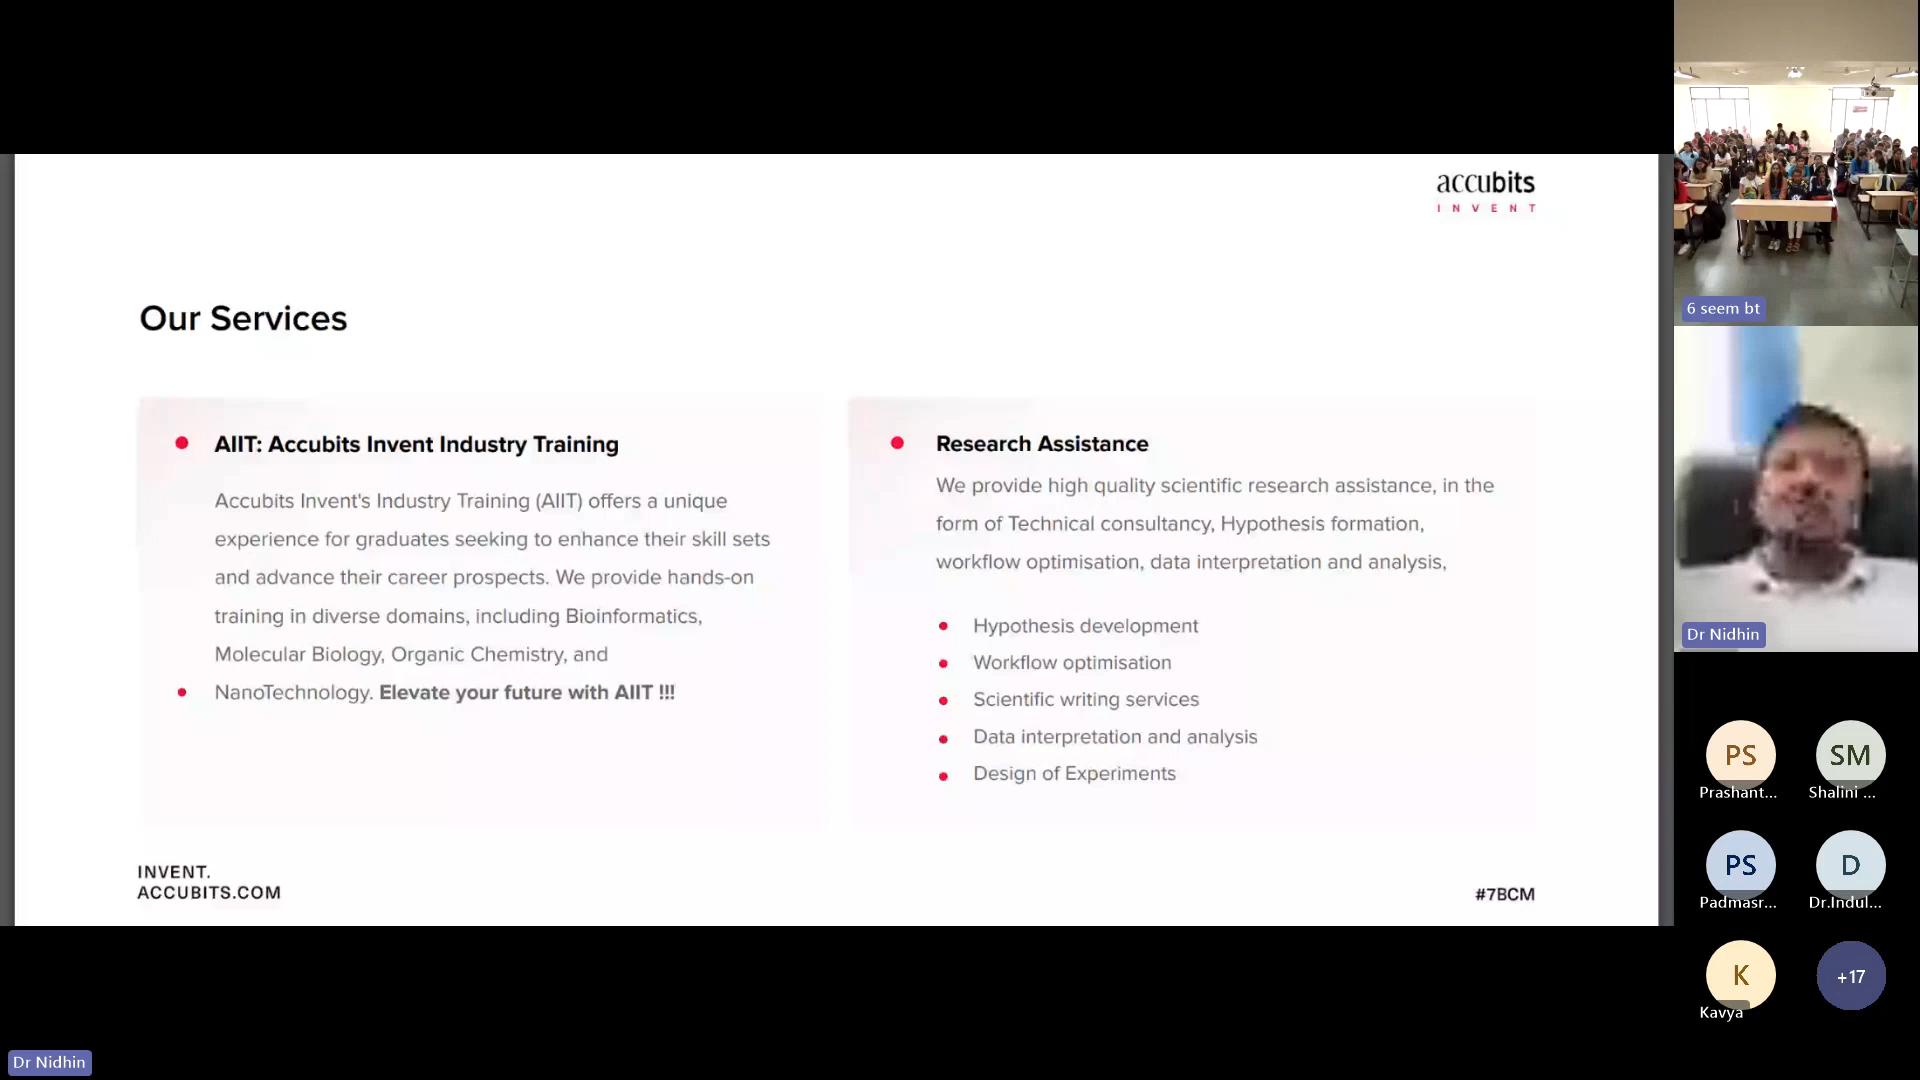 accubits
INVENT
Our Services
AIIT: Accubits Invent Industry Training
Accubits Invent's Industry Training (AIIT) offers a unique
experience for graduates seeking to enhance their skill sets
and advance their career prospects. We provide hands-on
training in diverse domains, including Bioinformatics,
Molecular Biology, Organic Chemistry, and
NanoTechnology. Elevate your future with AIIT !!!
Research Assistance
We provide high quality scientific research assistance, in the
form of Technical consultancy, Hypothesis formation,
workflow optimisation, data interpretation and analysis,
Hypothesis development
Workflow optimisation
Scientific writing services
Data interpretation and analysis
Design of Experiments
INVENT.
ACCUBITS.COM
#7BCM
6 seem bt
Dr Nidhin
PS
Prashant...
SM
Shalini ...
PS
Padmasr...
D
Dr.Indul...
K
Kavya
+17
Dr Nidhin